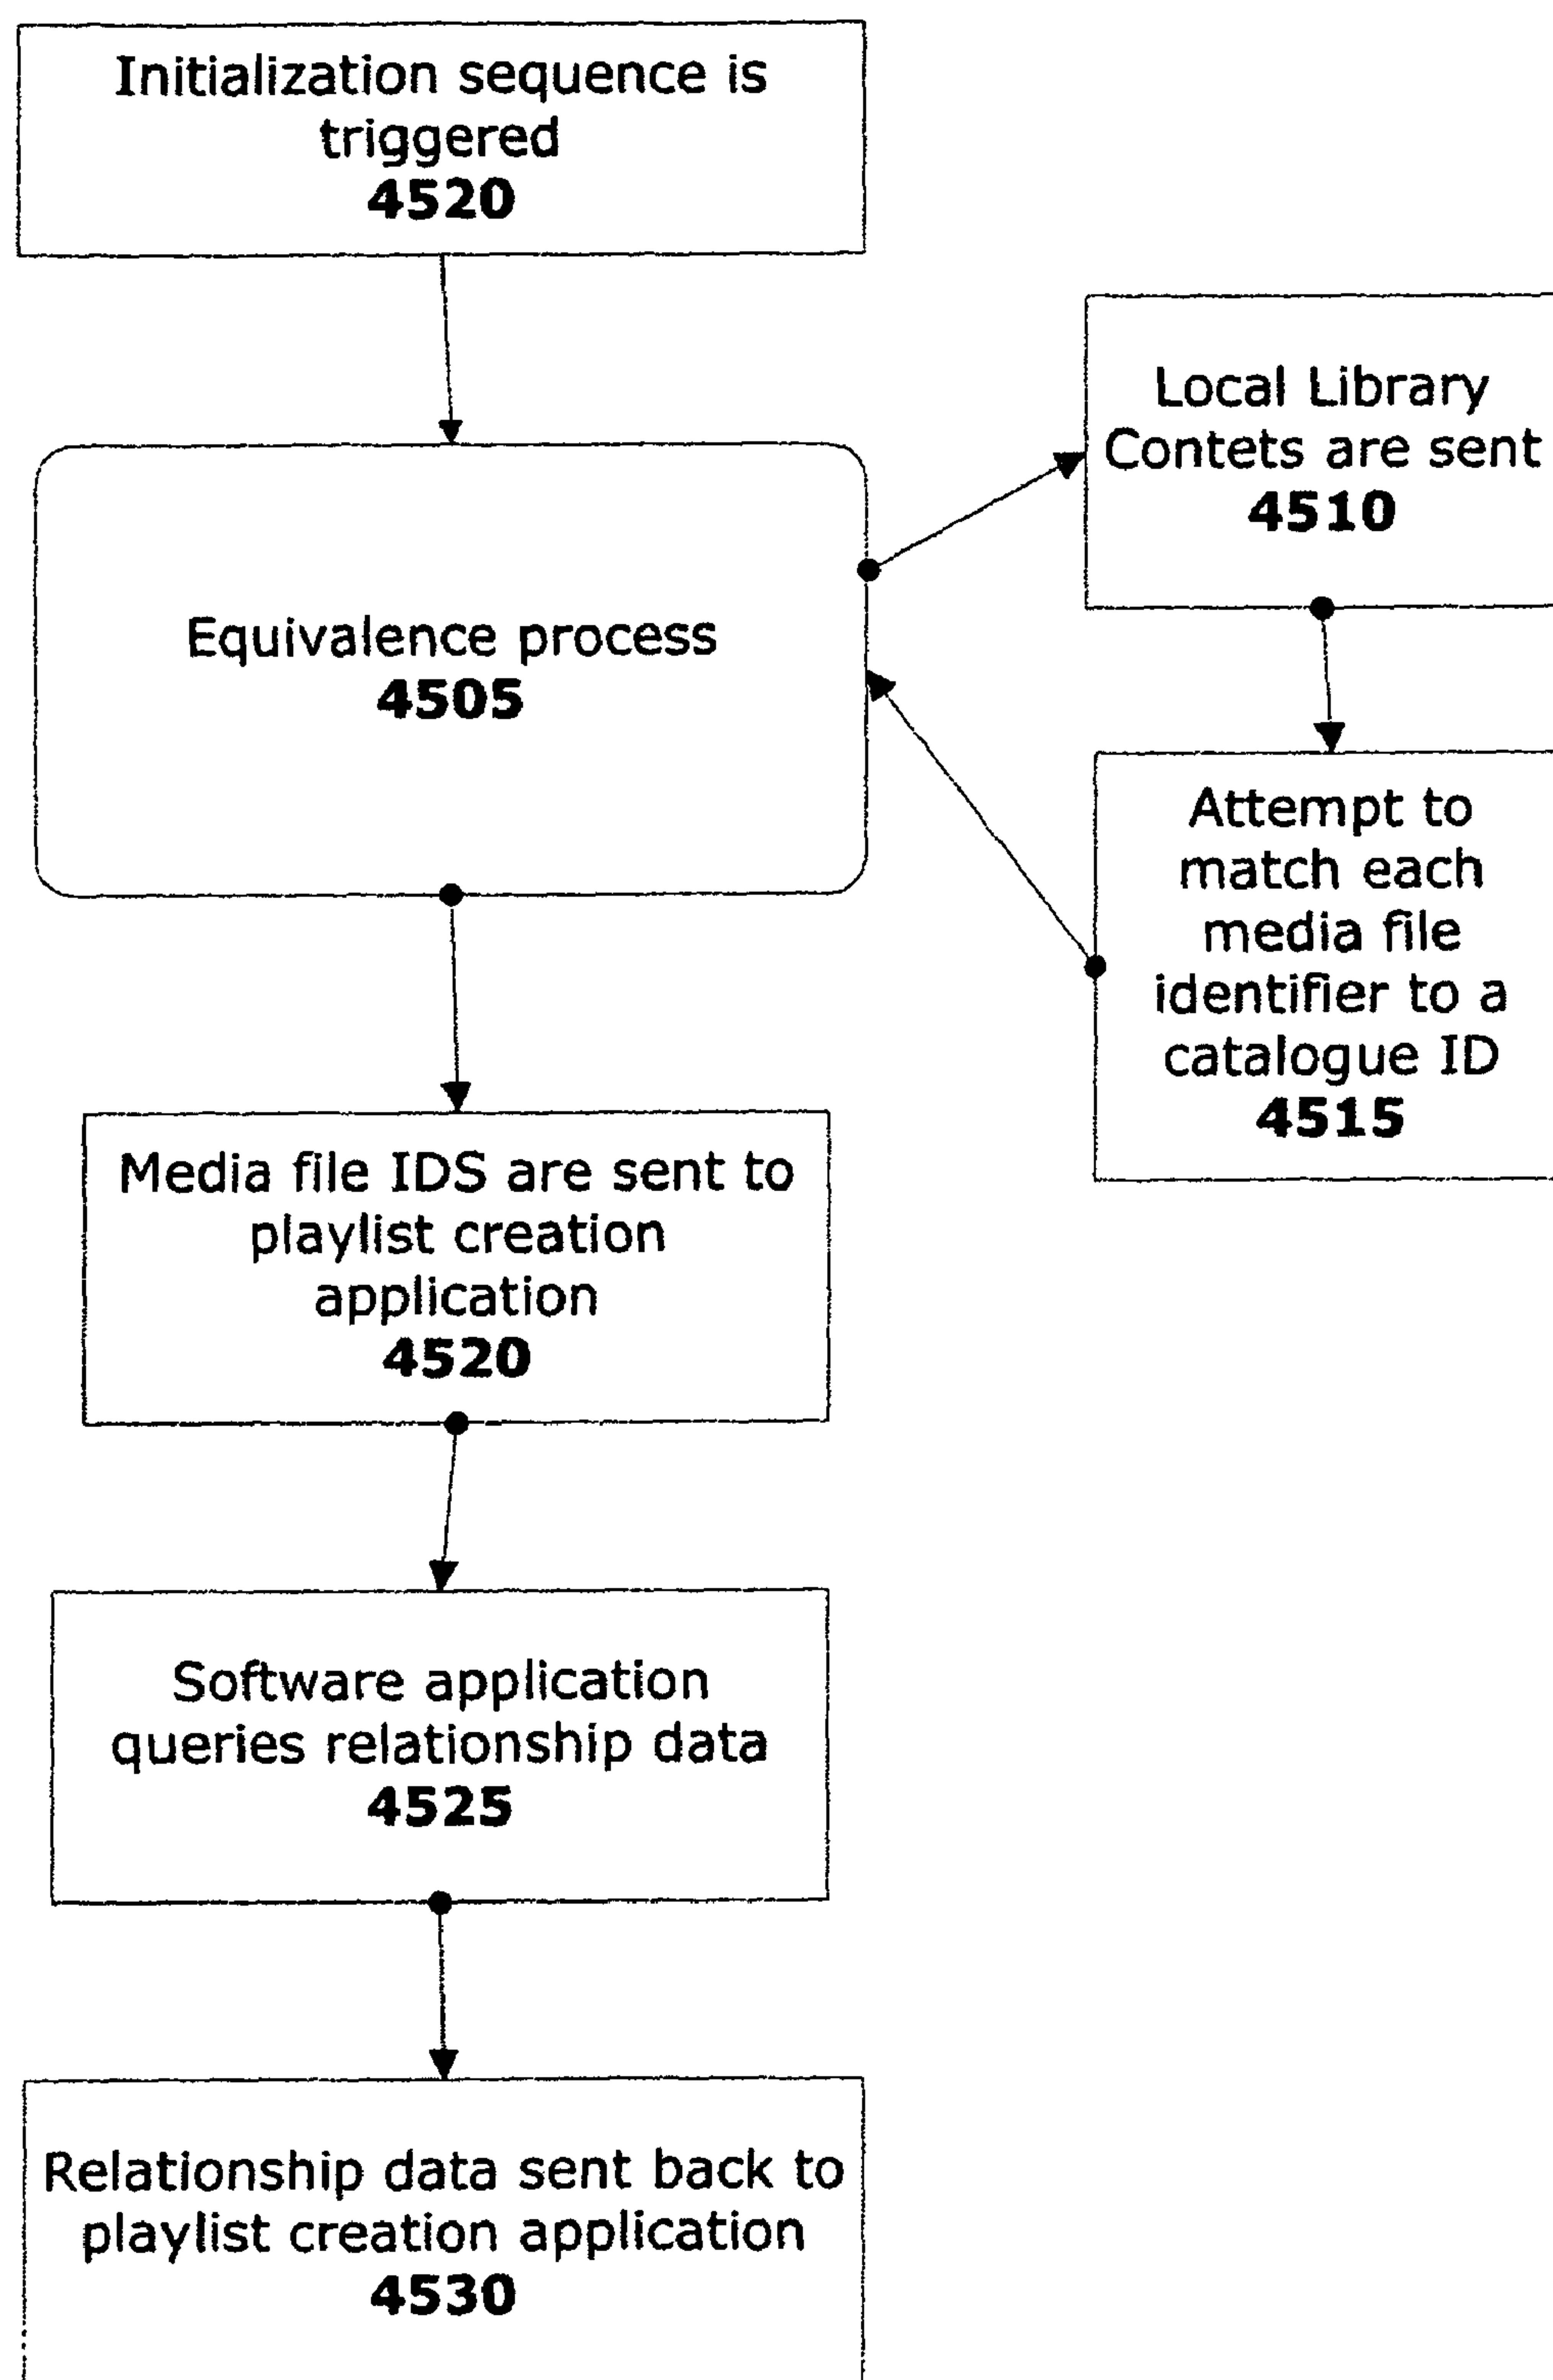 Initialization sequence is
triggered
4520
Equivalence process
4505
Local Library
Contets are sent
4510
Attempt to
match each
media file
identifier to a
catalogue ID
4515
Media file IDS are sent to
playlist creation
application
4520
Software application
queries relationship data
4525
Relationship data sent back to
playlist creation application
4530